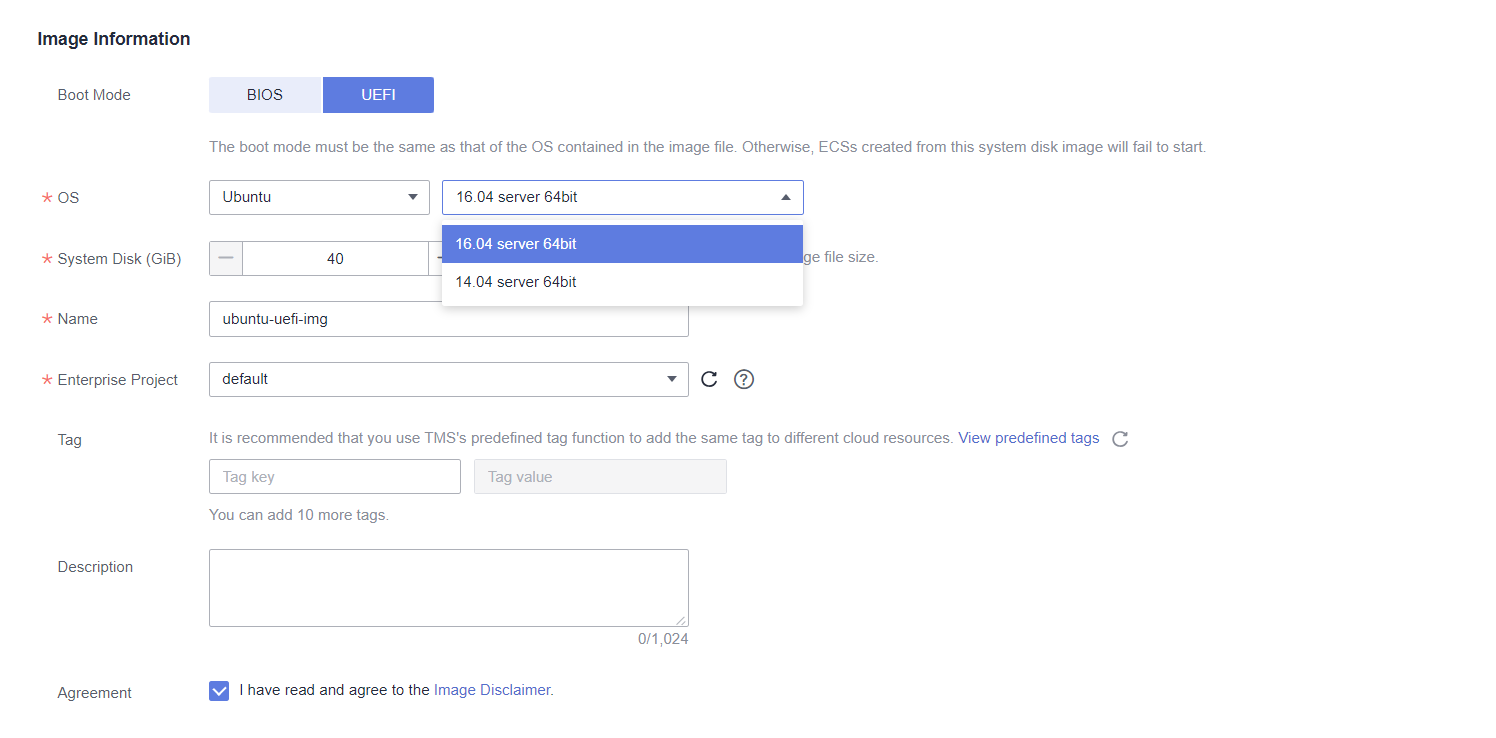 Image Information
Boot Mode BIOS UEFI
The boot mode must be the same as that of the OS contained in the image file. Otherwise, ECSs created from this system disk image will fail to start.
* OS Ubuntu 16.04 server 64bit
16.04 server 64bit
14.04 server 64bit
* System Disk (GiB) 40 file size.
* Name ubuntu-uefi-img
* Enterprise Project default
Tag It is recommended that you use TMS's predefined tag function to add the same tag to different cloud resources. View predefined tags
Tag key Tag value
You can add 10 more tags.
Description
0/1,024
Agreement I have read and agree to the Image Disclaimer.